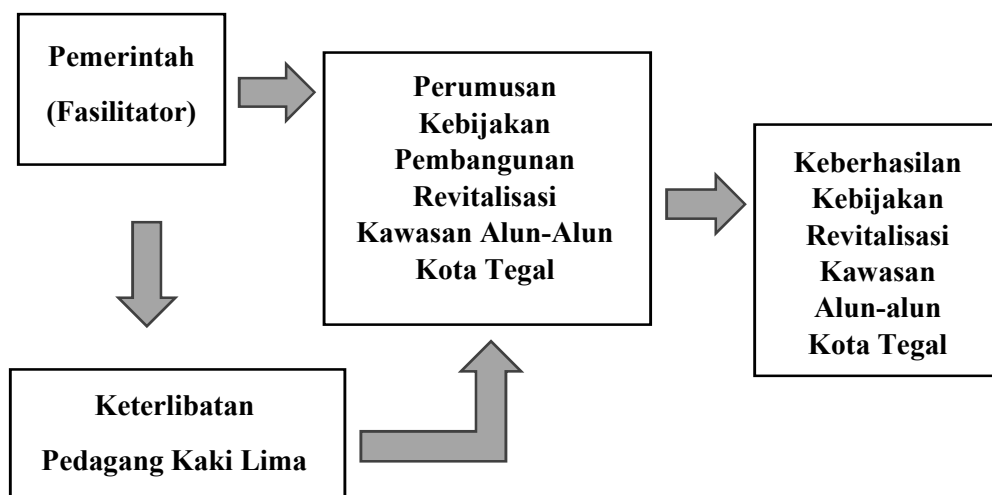 Pemerintah
(Fasilitator)
Perumusan
Kebijakan
Pembangunan
Revitalisasi
Kawasan Alun-Alun
Kota Tegal
Keberhasilan
Kebijakan
Revitalisasi
Kawasan
Alun-alun
Kota Tegal
Keterlibatan
Pedagang Kaki Lima